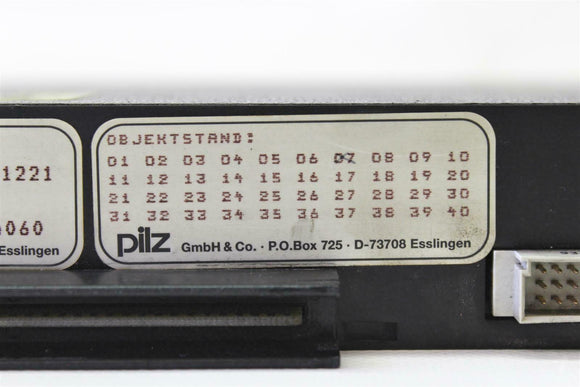 1221
6060
Esslingen
OBJEKTSTAND:
01 02 03 04 05 06 07 08 09 10
11 12 13 14 15 16 17 18 19 20
21 22 23 24 25 26 27 28 29 30
31 32 33 34 35 36 37 38 39 40
pilz GmbH & Co. · P.O.Box 725 · D-73708 Esslingen